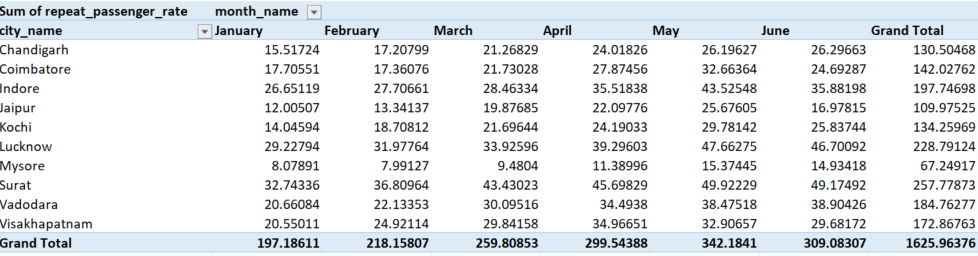 Sum of repeat_passenger_rate month_name
city_name January February March April May June Grand Total
Chandigarh 15.51724 17.20799 21.26829 24.01826 26.19627 26.29663 130.50468
Coimbatore 17.70551 17.36076 21.73028 27.87456 32.66364 24.69287 142.02762
Indore 26.65119 27.70661 28.46334 35.51838 43.52548 35.88198 197.74698
Jaipur 12.00507 13.34137 19.87685 22.09776 25.67605 16.97815 109.97525
Kochi 14.04594 18.70812 21.69644 24.19033 29.78142 25.83744 134.25969
Lucknow 29.22794 31.97764 33.92596 39.29603 47.66275 46.70092 228.79124
Mysore 8.07891 7.99127 9.4804 11.38996 15.37445 14.93418 67.24917
Surat 32.74336 36.80964 43.43023 45.69829 49.92229 49.17492 257.77873
Vadodara 20.66084 22.13353 30.09516 34.4938 38.47518 38.90426 184.76277
Visakhapatnam 20.55011 24.92114 29.84158 34.96651 32.90657 29.68172 172.86763
Grand Total 197.18611 218.15807 259.80853 299.54388 342.1841 309.08307 1625.96376